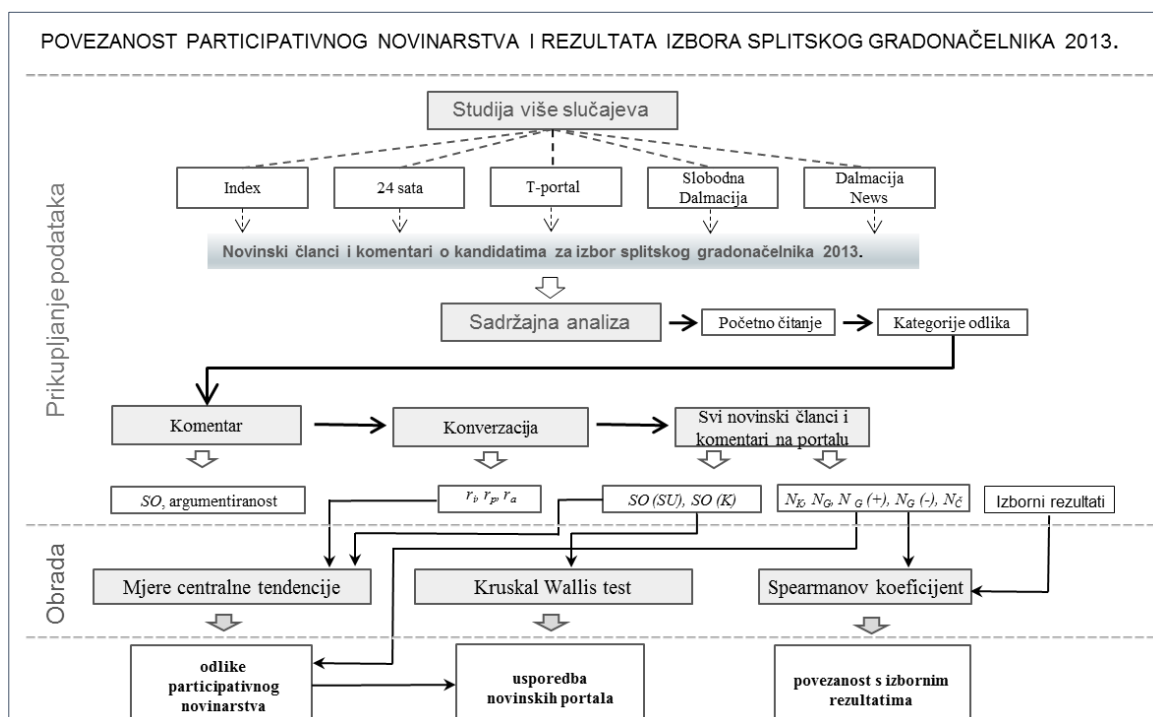 POVEZANOST PARTICIPATIVNOG NOVINARSTVA I REZULTATA IZBORA SPLITSKOG GRADONAČELNIKA 2013.
Prikupljanje podataka
Studija više slučajeva
Index
24 sata
T-portal
Slobodna
Dalmacija
Dalmacija
News
Novinski članci i komentari o kandidatima za izbor splitskog gradonačelnika 2013.
Sadržajna analiza
Početno čitanje
Kategorije odlika
Komentar
Konverzacija
Svi novinski članci i
komentari na portalu
SO, argumentiranost
r_i, r_p, r_a
SO (SU), SO (K)
N_K, N_G, N_G (+), N_G (-), N_Č
Izborni rezultati
Obrada
Mjere centralne tendencije
Kruskal Wallis test
Spearmanov koeficijent
odlike
participativnog
novinarstva
usporedba
novinskih portala
povezanost s izbornim
rezultatima